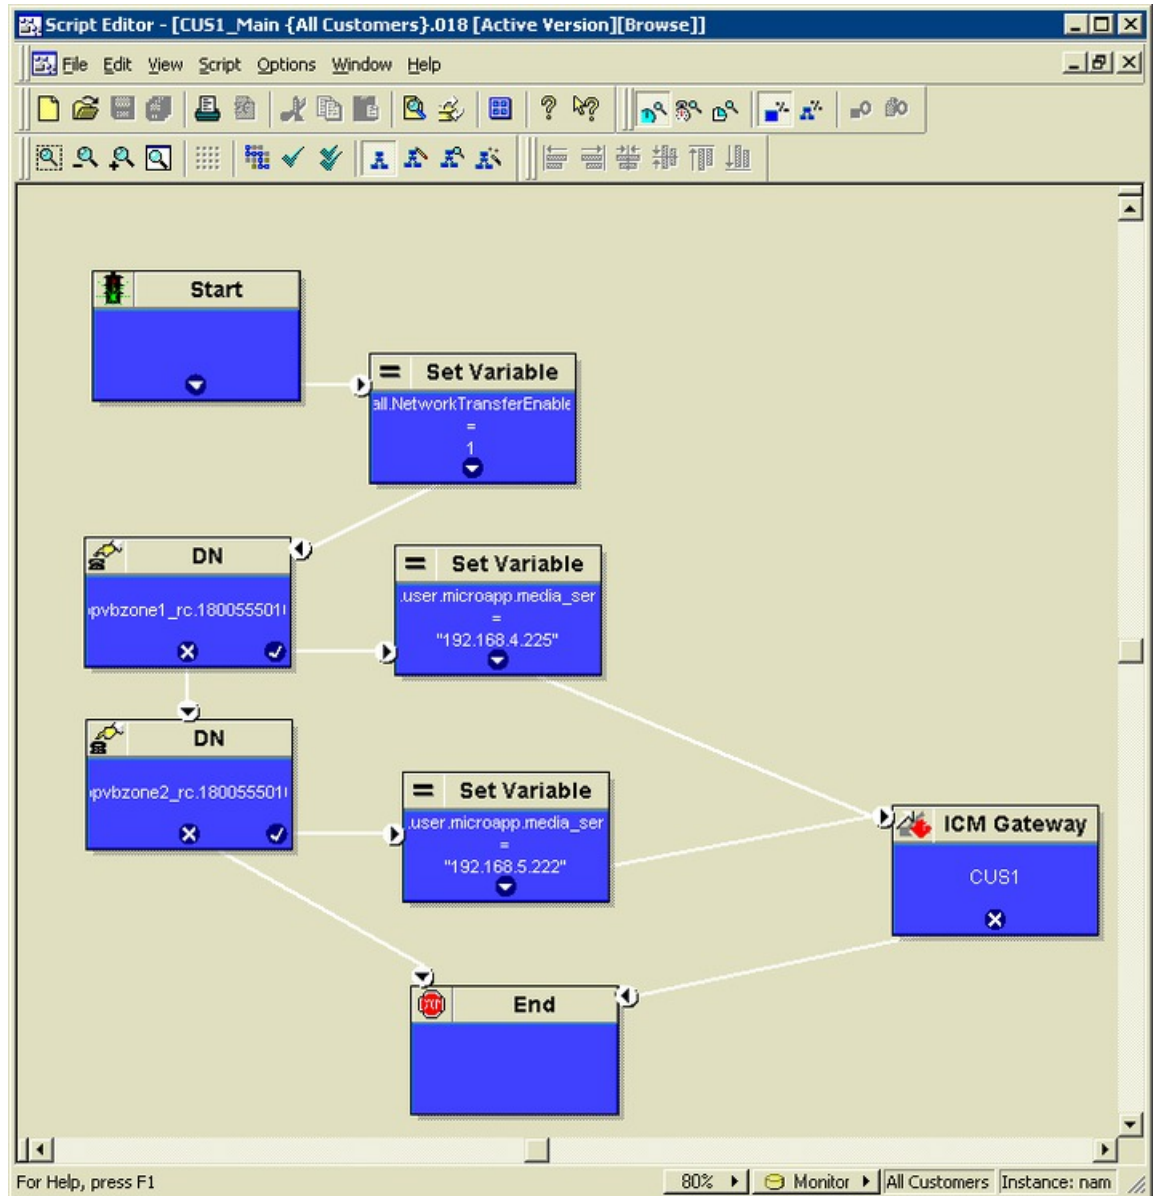 Script Editor - [CUS1_Main {All Customers}.018 [Active Version][Browse]]
File Edit View Script Options Window Help
Start
= Set Variable
all.NetworkTransferEnable
=
1
DN
pvbzone1_rc.180055501
= Set Variable
.user.microapp.media_ser
=
"192.168.4.225"
DN
pvbzone2_rc.180055501
= Set Variable
.user.microapp.media_ser
=
"192.168.5.222"
ICM Gateway
CUS1
End
For Help, press F1 80% Monitor All Customers Instance: nam